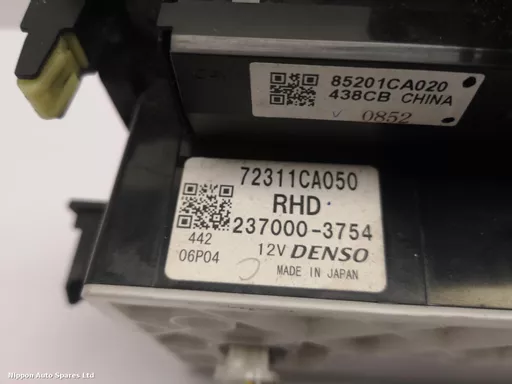 85201CA020
438CB CHINA
V 0852
72311CA050
RHD
237000-3754
442
12V DENSO
06P04
MADE IN JAPAN
Nippon Auto Spares Ltd